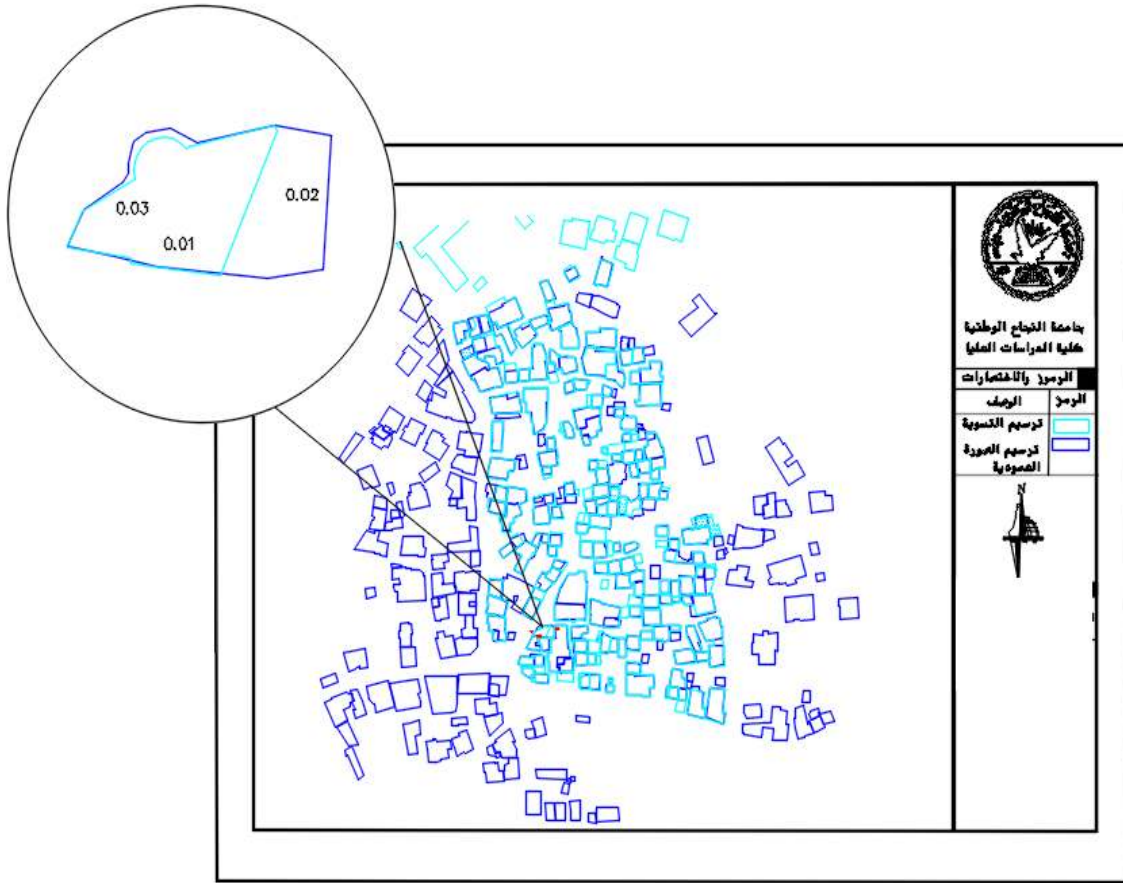 0.03
0.02
0.01
جامعة النجاح الوطنية
كلية الدراسات العليا
الرموز والاختصارات
الرمز الوصف
ترسيم التسوية
ترسيم الصورة
العمودية
N